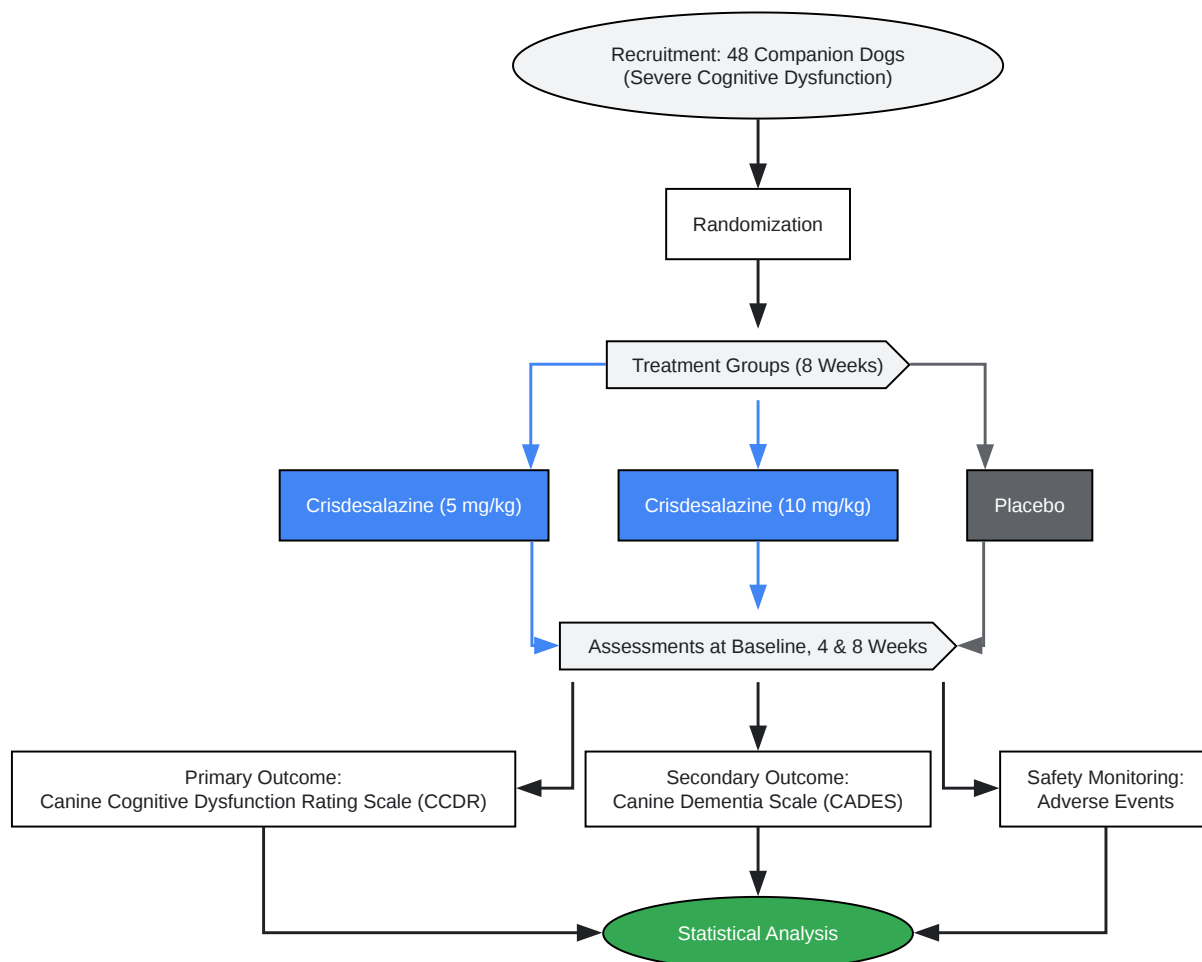 Recruitment: 48 Companion Dogs
(Severe Cognitive Dysfunction)
Randomization
Treatment Groups (8 Weeks)
Crisdesalazine (5 mg/kg)
Crisdesalazine (10 mg/kg)
Placebo
Assessments at Baseline, 4 & 8 Weeks
Primary Outcome:
Canine Cognitive Dysfunction Rating Scale (CCDR)
Secondary Outcome:
Canine Dementia Scale (CADES)
Safety Monitoring:
Adverse Events
Statistical Analysis